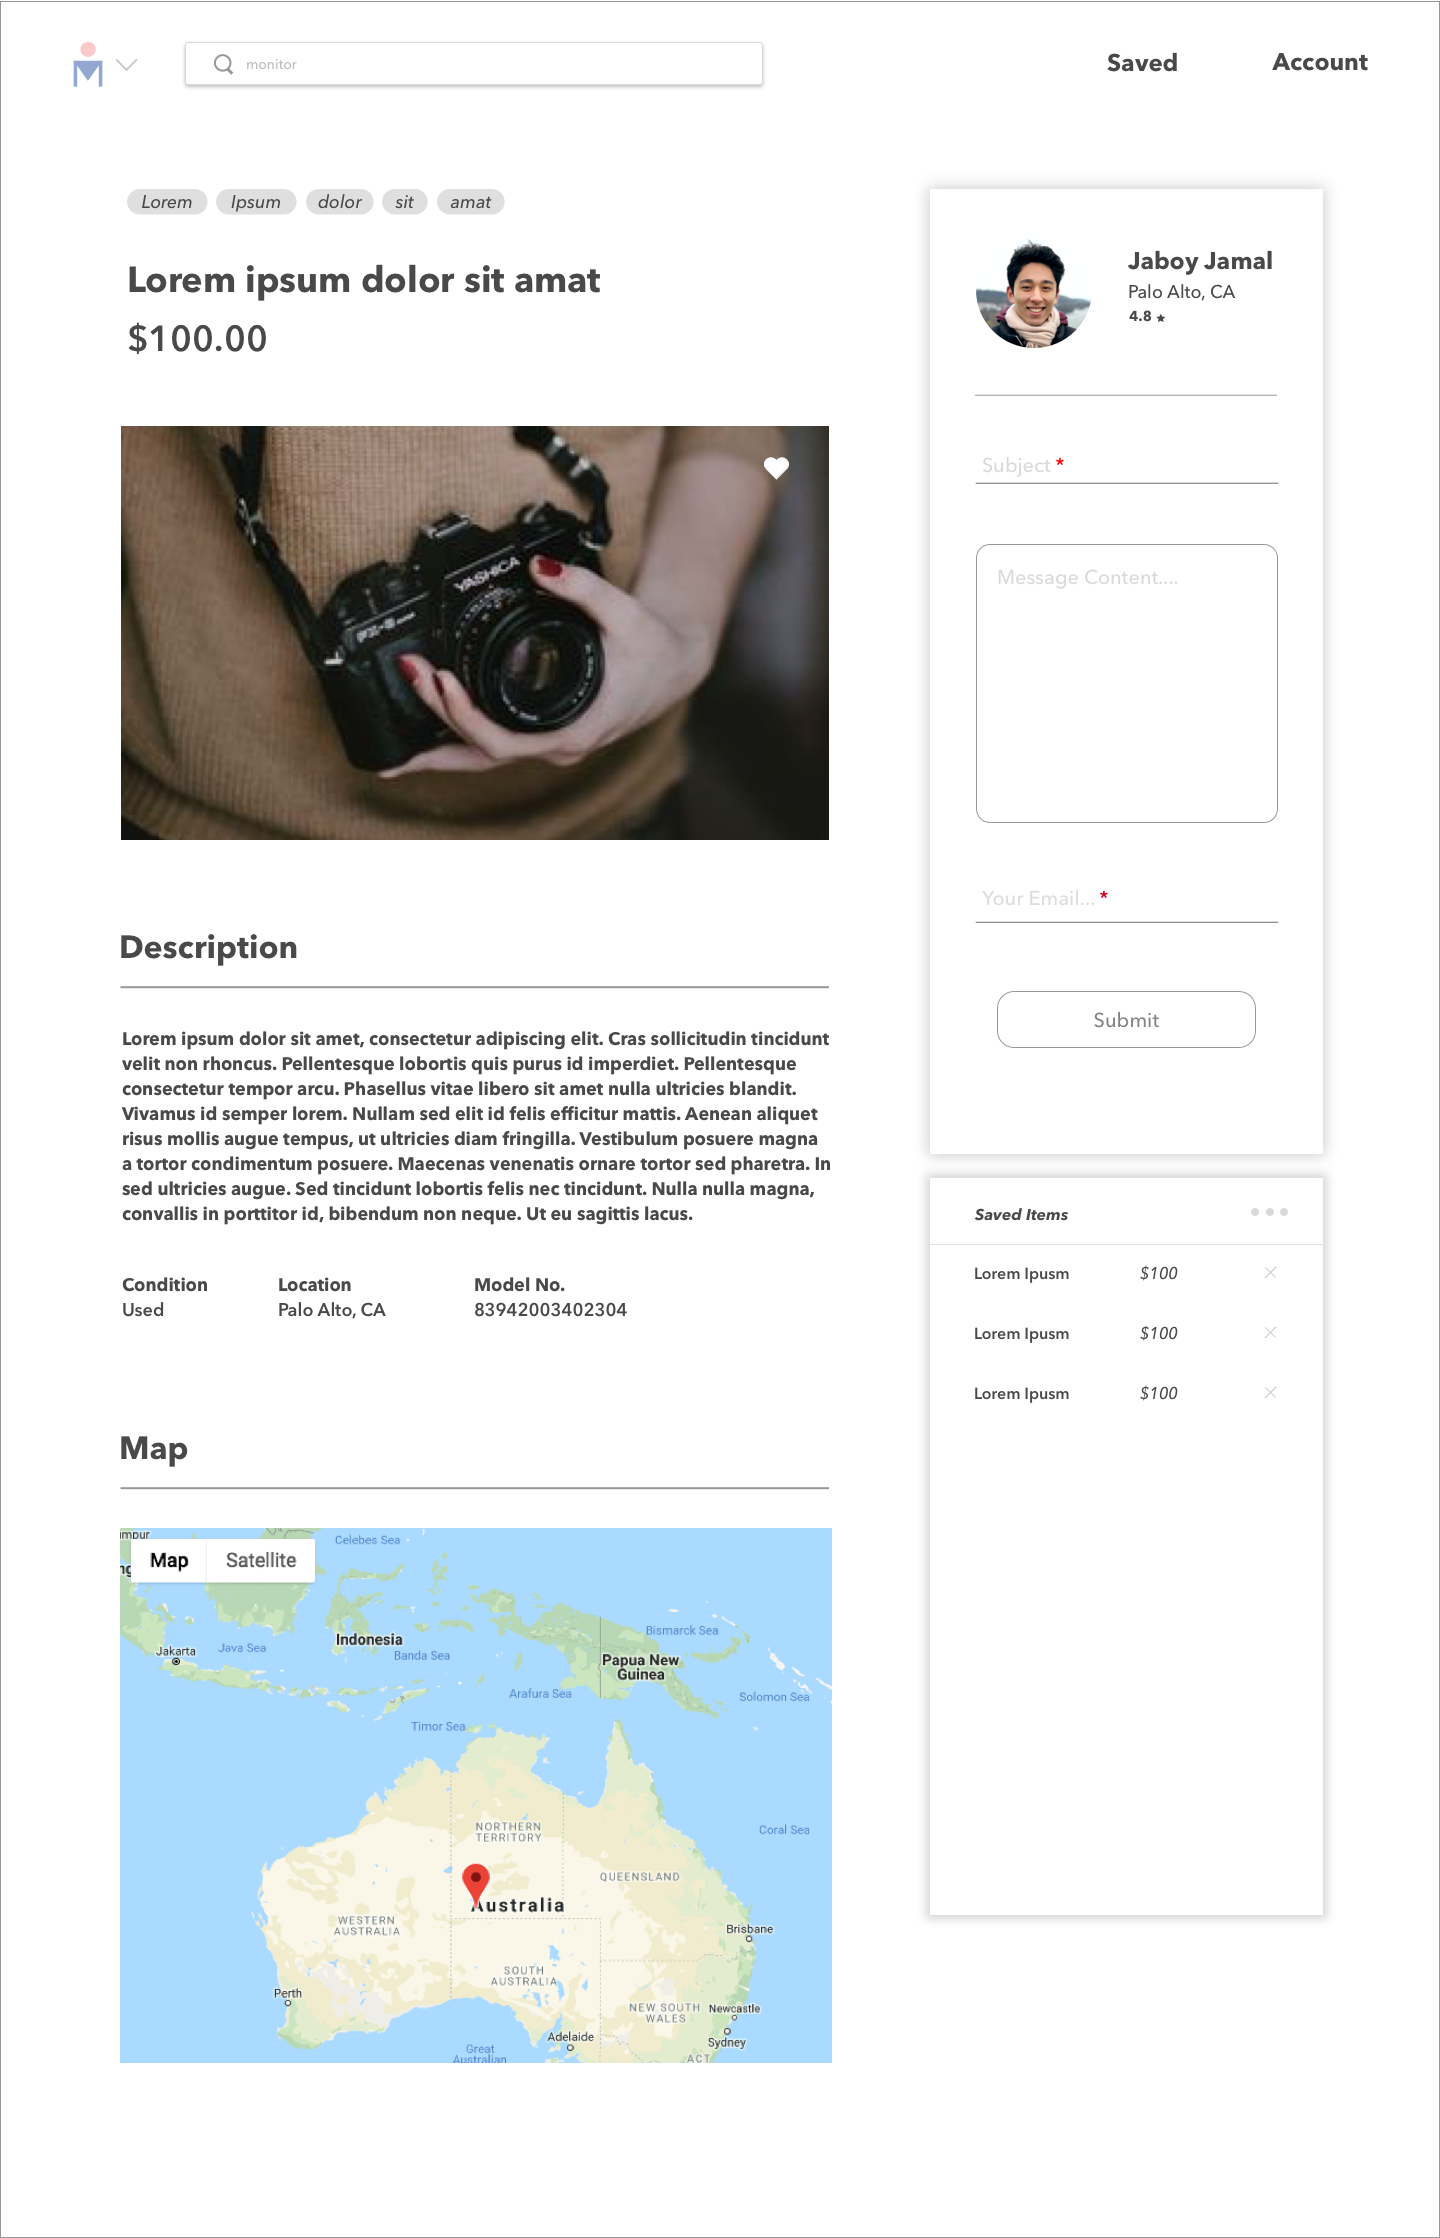 monitor
Saved
Account
Lorem
Ipsum
dolor
sit
amat
Lorem ipsum dolor sit amat
$100.00
YASHICA
Description
Lorem ipsum dolor sit amet, consectetur adipiscing elit. Cras sollicitudin tincidunt
velit non rhoncus. Pellentesque lobortis quis purus id imperdiet. Pellentesque
consectetur tempor arcu. Phasellus vitae libero sit amet nulla ultricies blandit.
Vivamus id semper lorem. Nullam sed elit id felis efficitur mattis. Aenean aliquet
risus mollis augue tempus, ut ultricies diam fringilla. Vestibulum posuere magna
a tortor condimentum posuere. Maecenas venenatis ornare tortor sed pharetra. In
sed ultricies augue. Sed tincidunt lobortis felis nec tincidunt. Nulla nulla magna,
convallis in porttitor id, bibendum non neque. Ut eu sagittis lacus.
Condition
Used
Location
Palo Alto, CA
Model No.
83942003402304
Map
Map
Satellite
Celebes Sea
Bismarck Sea
Indonesia
Jakarta
Java Sea
Banda Sea
Papua New
Guinea
Arafura Sea
Solomon Sea
Timor Sea
NORTHERN
TERRITORY
Coral Sea
QUEENSLAND
Australia
WESTERN
AUSTRALIA
Brisbane
SOUTH
AUSTRALIA
Perth
NEW SOUTH
WALES
Newcastle
Adelaide
Sydney
Great
Australian
ACT
Jaboy Jamal
Palo Alto, CA
4.8 ★
Subject *
Message Content....
Your Email... *
Submit
Saved Items
Lorem Ipusm $100
Lorem Ipusm $100
Lorem Ipusm $100